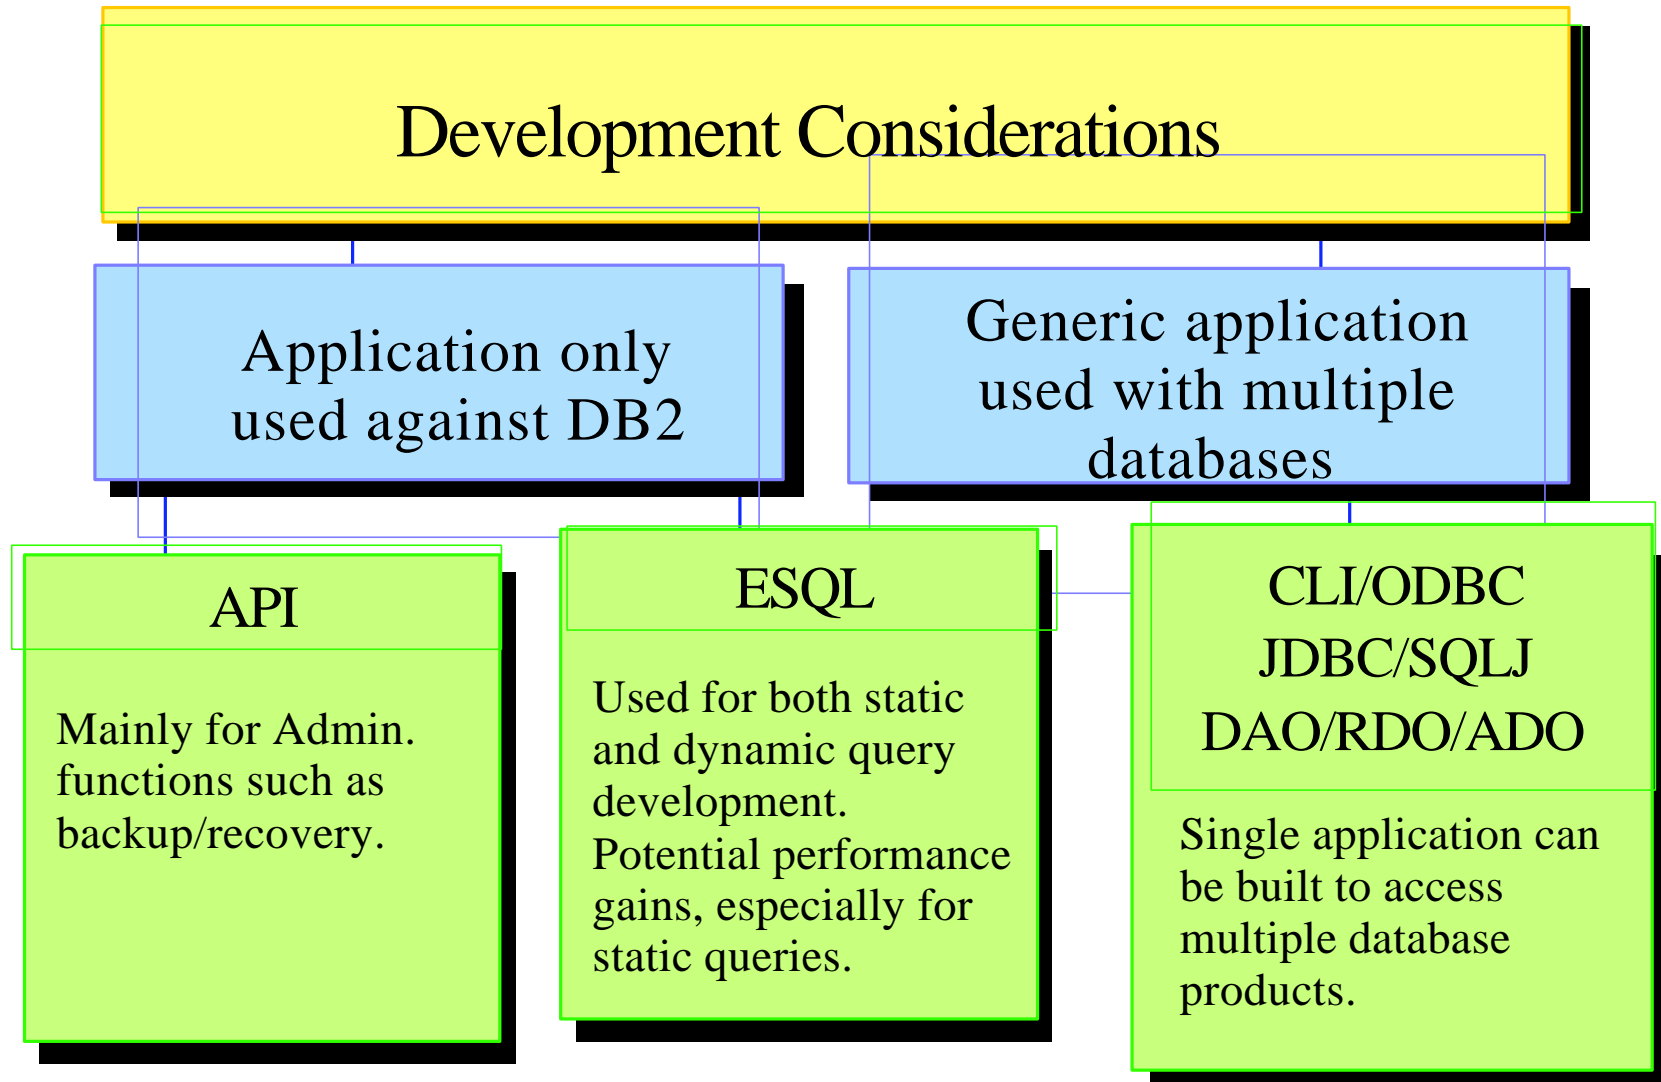 Development Considerations
Application only
used against DB2
Generic application
used with multiple
databases
API
Mainly for Admin.
functions such as
backup/recovery.
ESQL
Used for both static
and dynamic query
development.
Potential performance
gains, especially for
static queries.
CLI/ODBC
JDBC/SQLJ
DAO/RDO/ADO
Single application can
be built to access
multiple database
products.